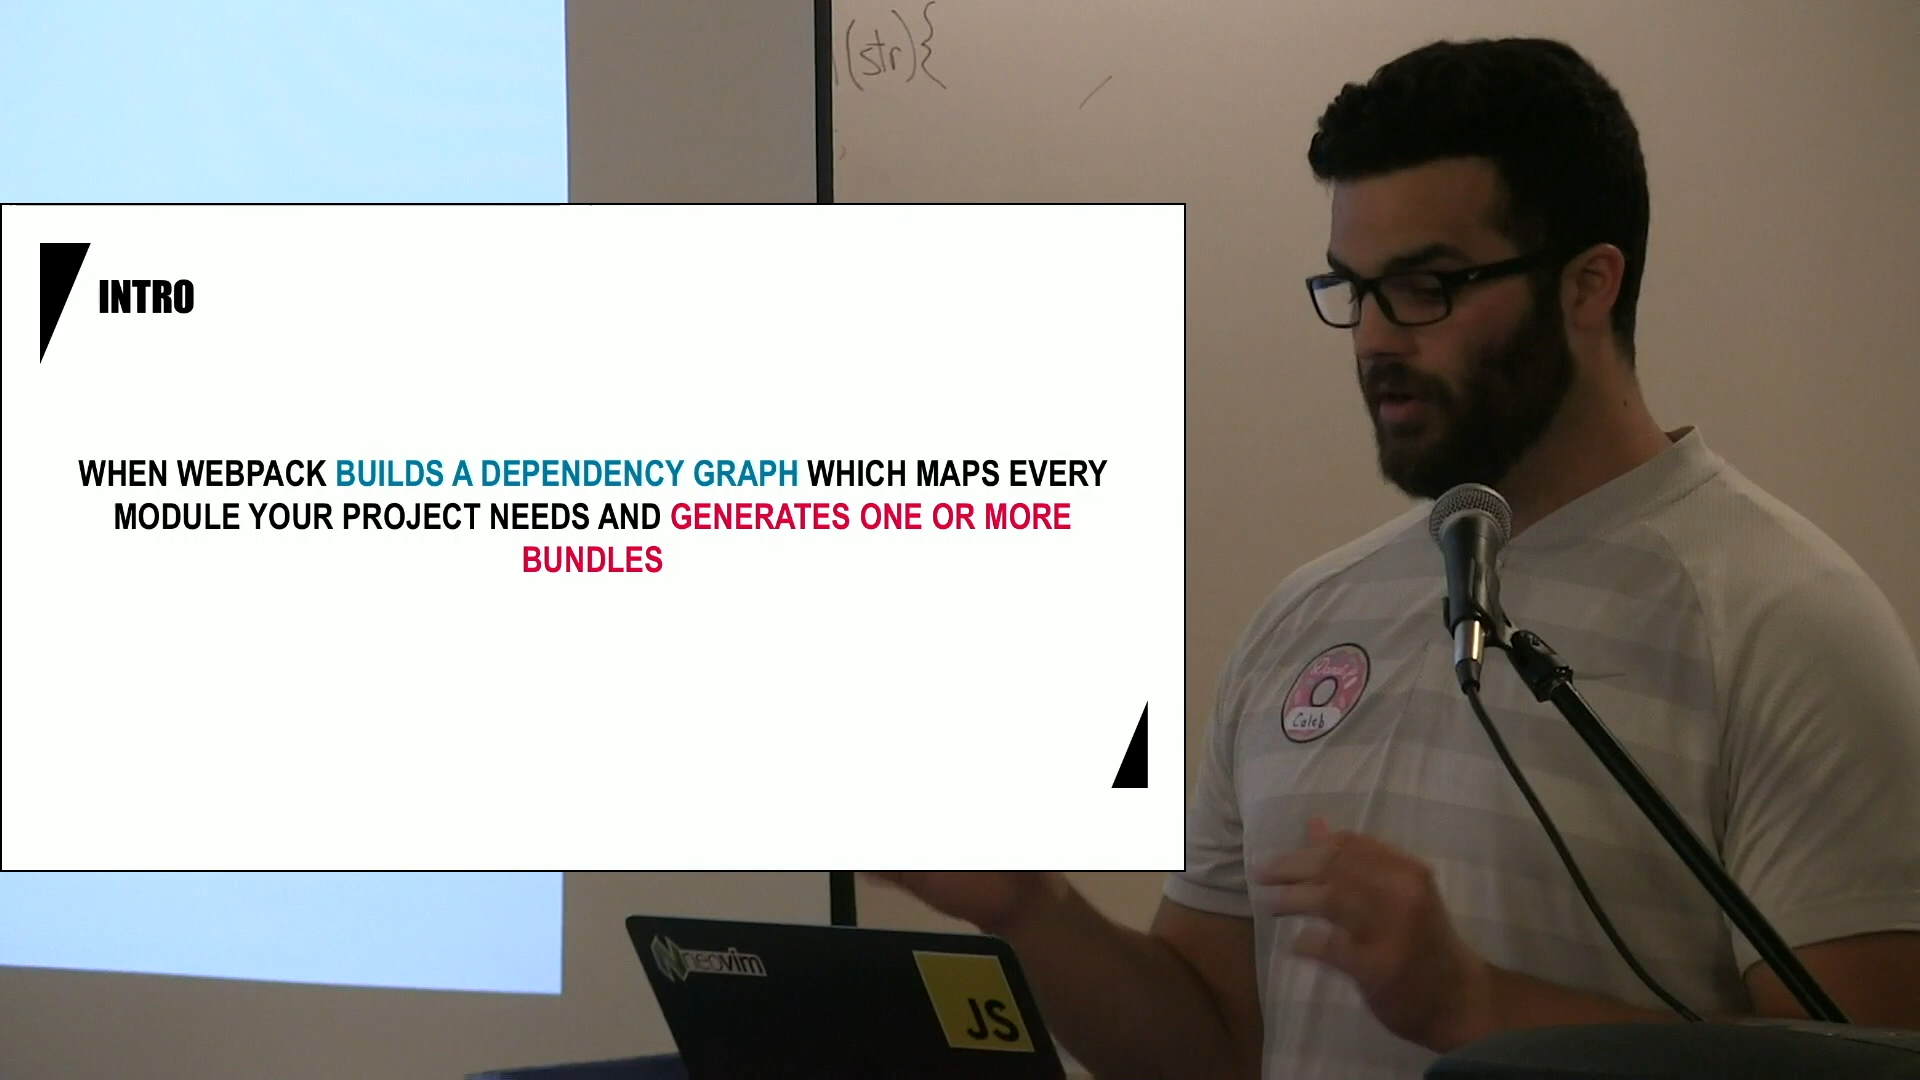 (str){
INTRO
WHEN WEBPACK BUILDS A DEPENDENCY GRAPH WHICH MAPS EVERY
MODULE YOUR PROJECT NEEDS AND GENERATES ONE OR MORE
BUNDLES
Caleb
neovim
JS